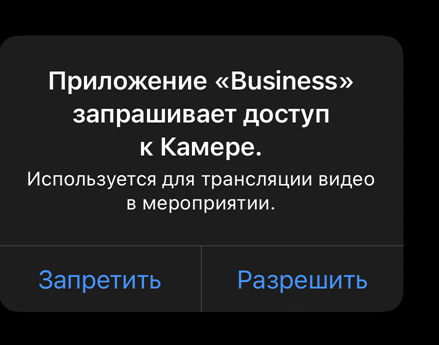 Приложение «Business»
запрашивает доступ
к Камере.
Используется для трансляции видео
в мероприятии.
Запретить
Разрешить